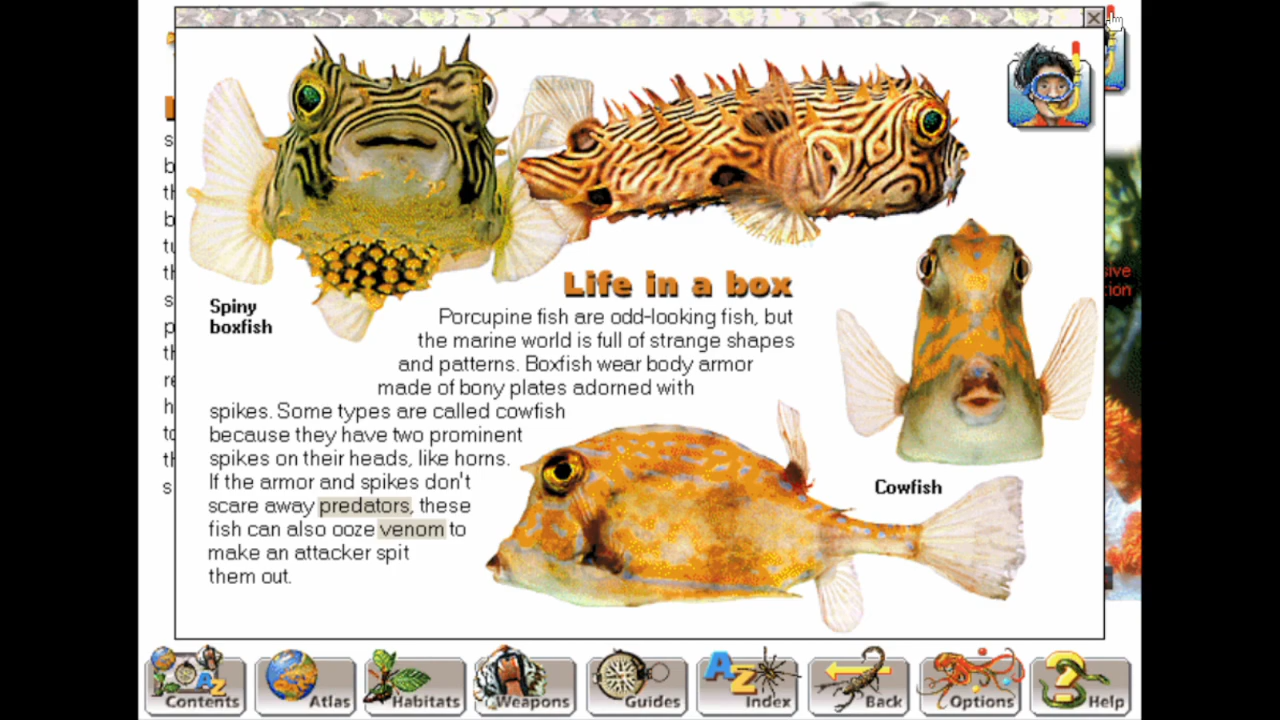 Life in a box
Porcupine fish are odd-looking fish, but
the marine world is full of strange shapes
and patterns. Boxfish wear body armor
made of bony plates adorned with
spikes. Some types are called cowfish
because they have two prominent
spikes on their heads, like horns.
If the armor and spikes don't
scare away predators, these
fish can also ooze venom to
make an attacker spit
them out.
Spiny
boxfish
Cowfish
Contents
Atlas
Habitats
Weapons
Guides
AZ
Index
Back
Options
Help